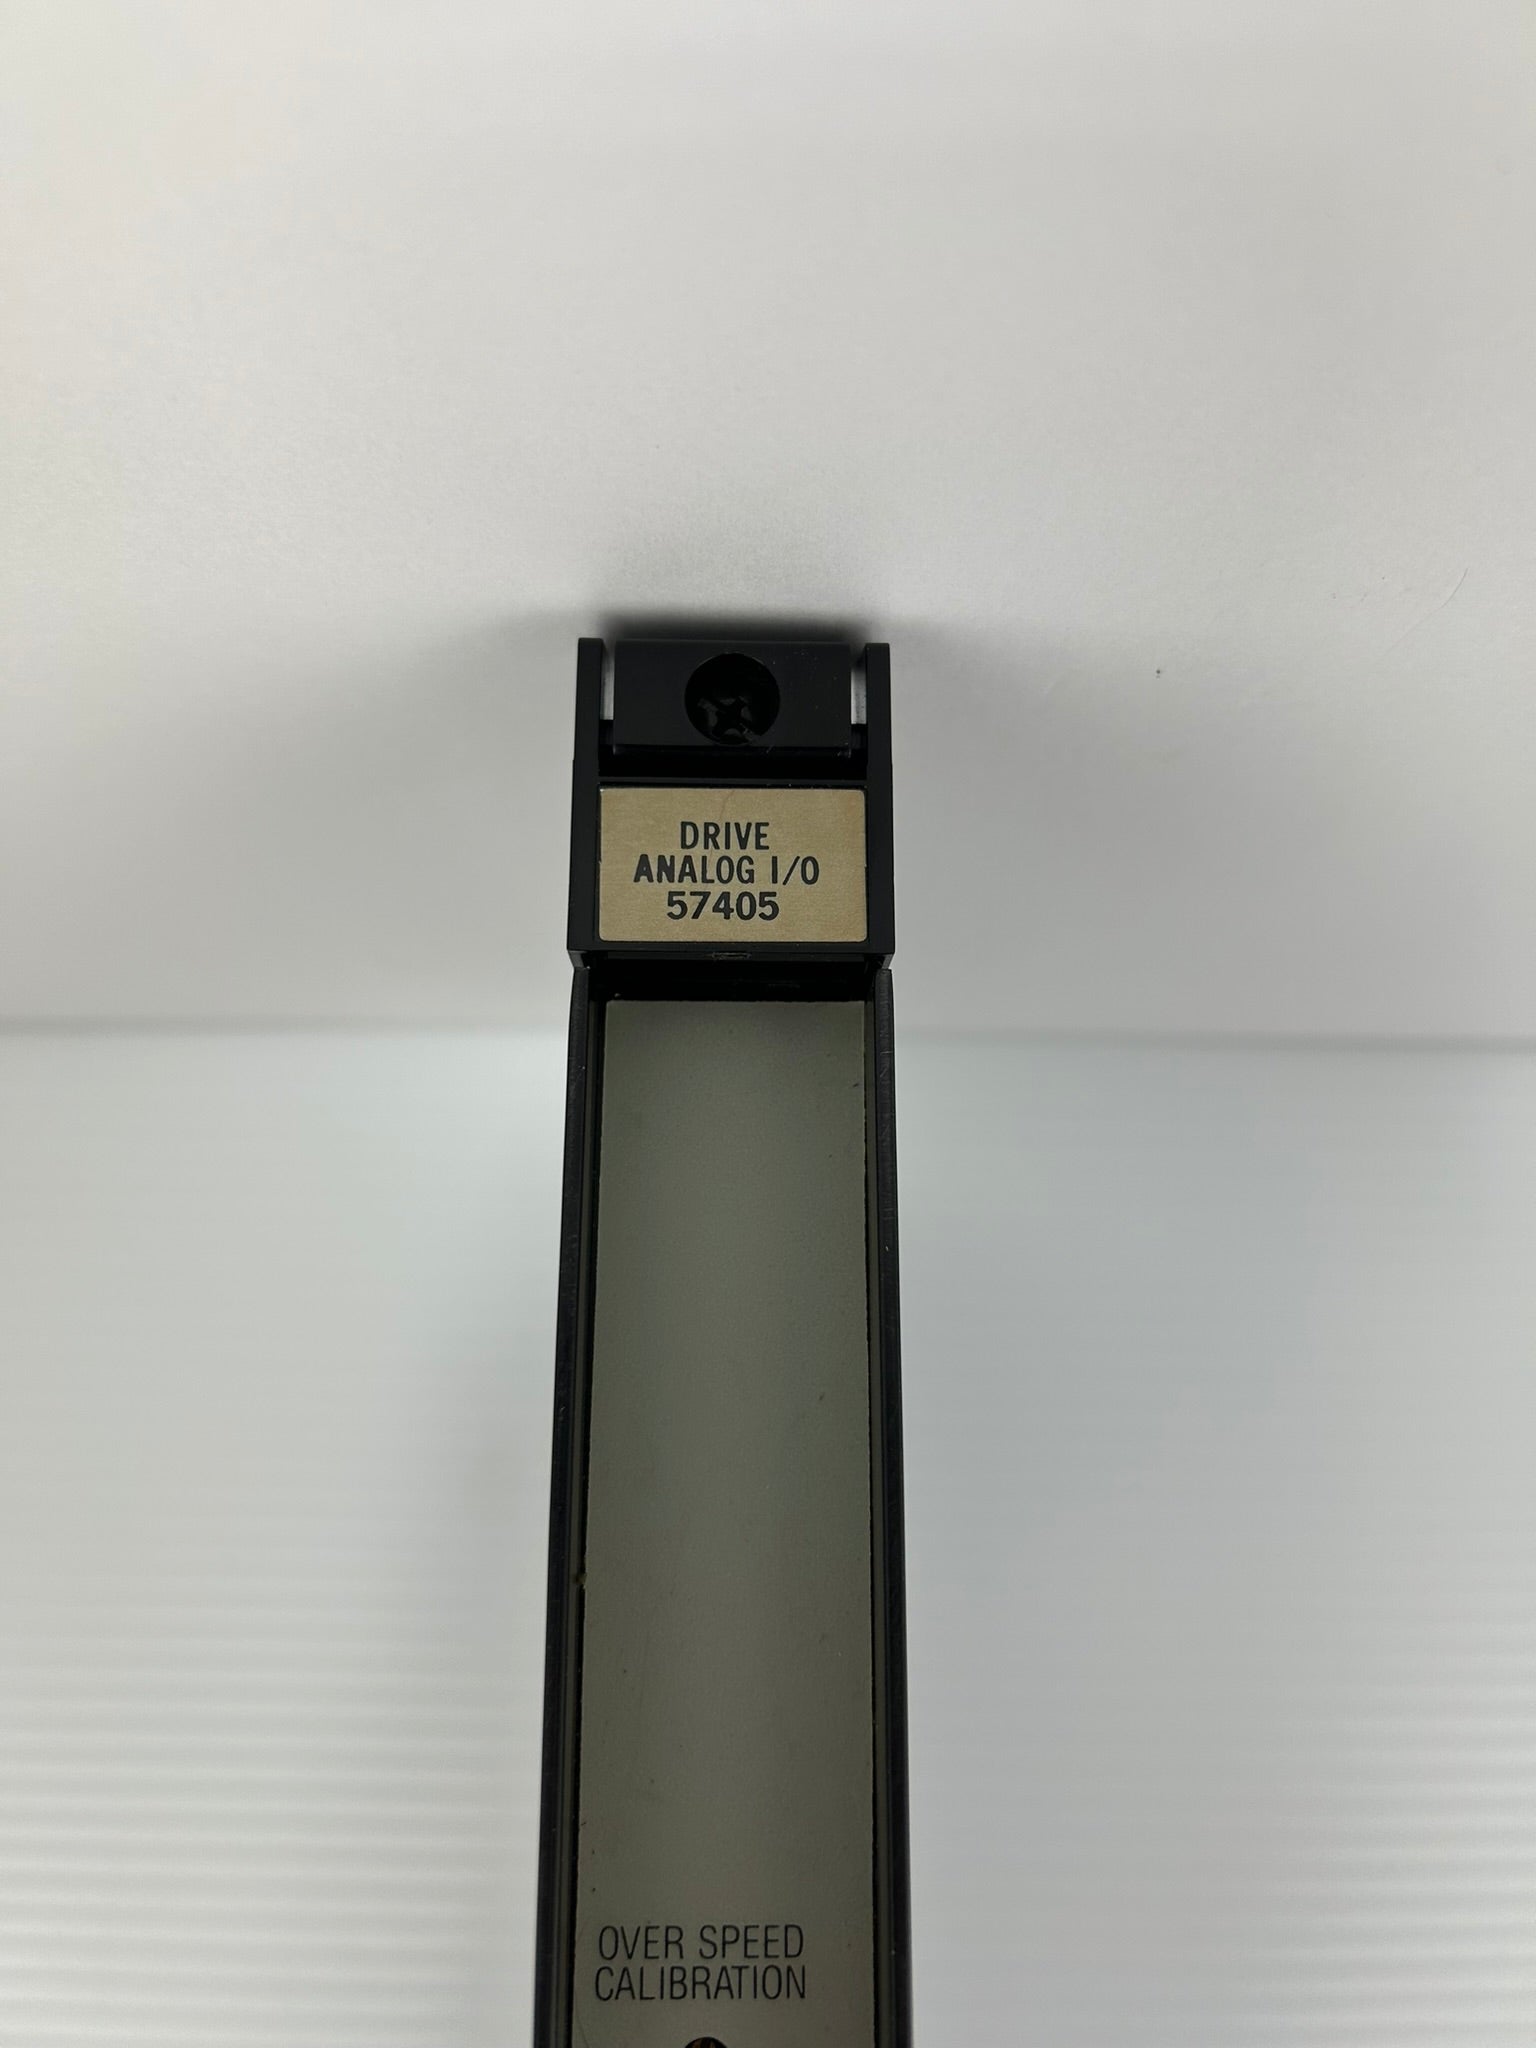 DRIVE
ANALOG I/O
57405
OVER SPEED
CALIBRATION